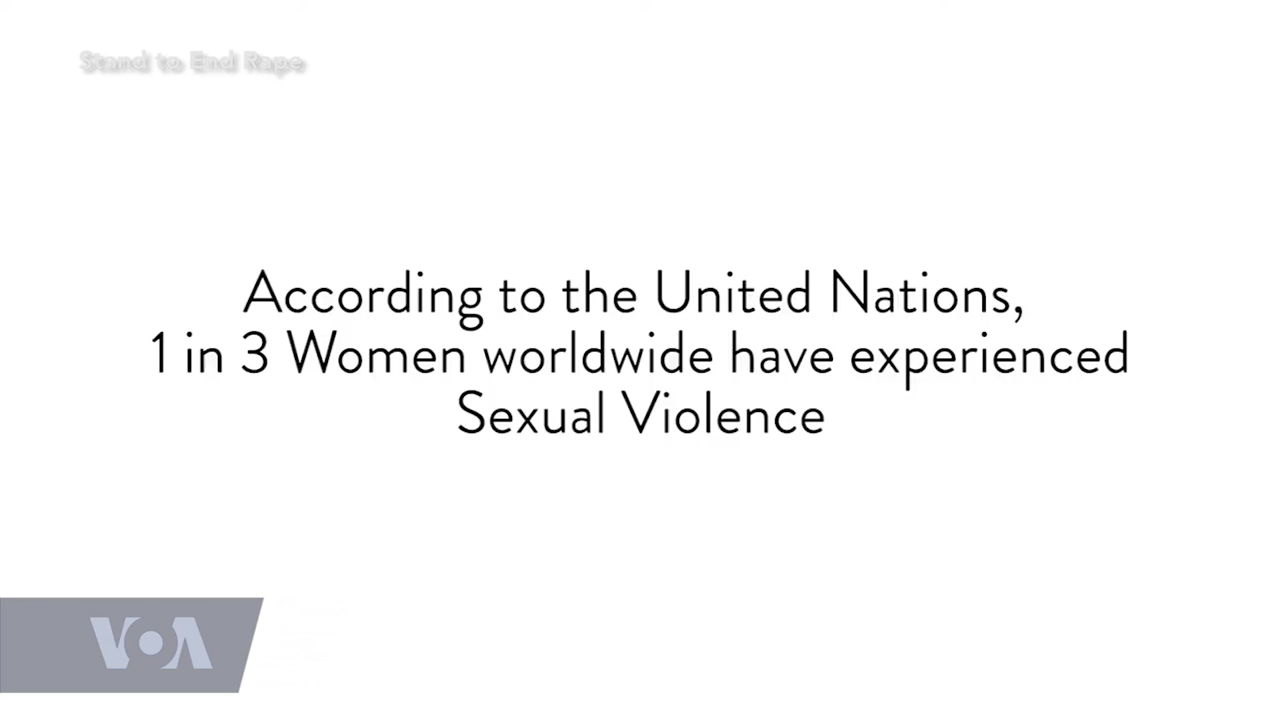 Stand to End Rape
According to the United Nations,
1 in 3 Women worldwide have experienced
Sexual Violence
VOA